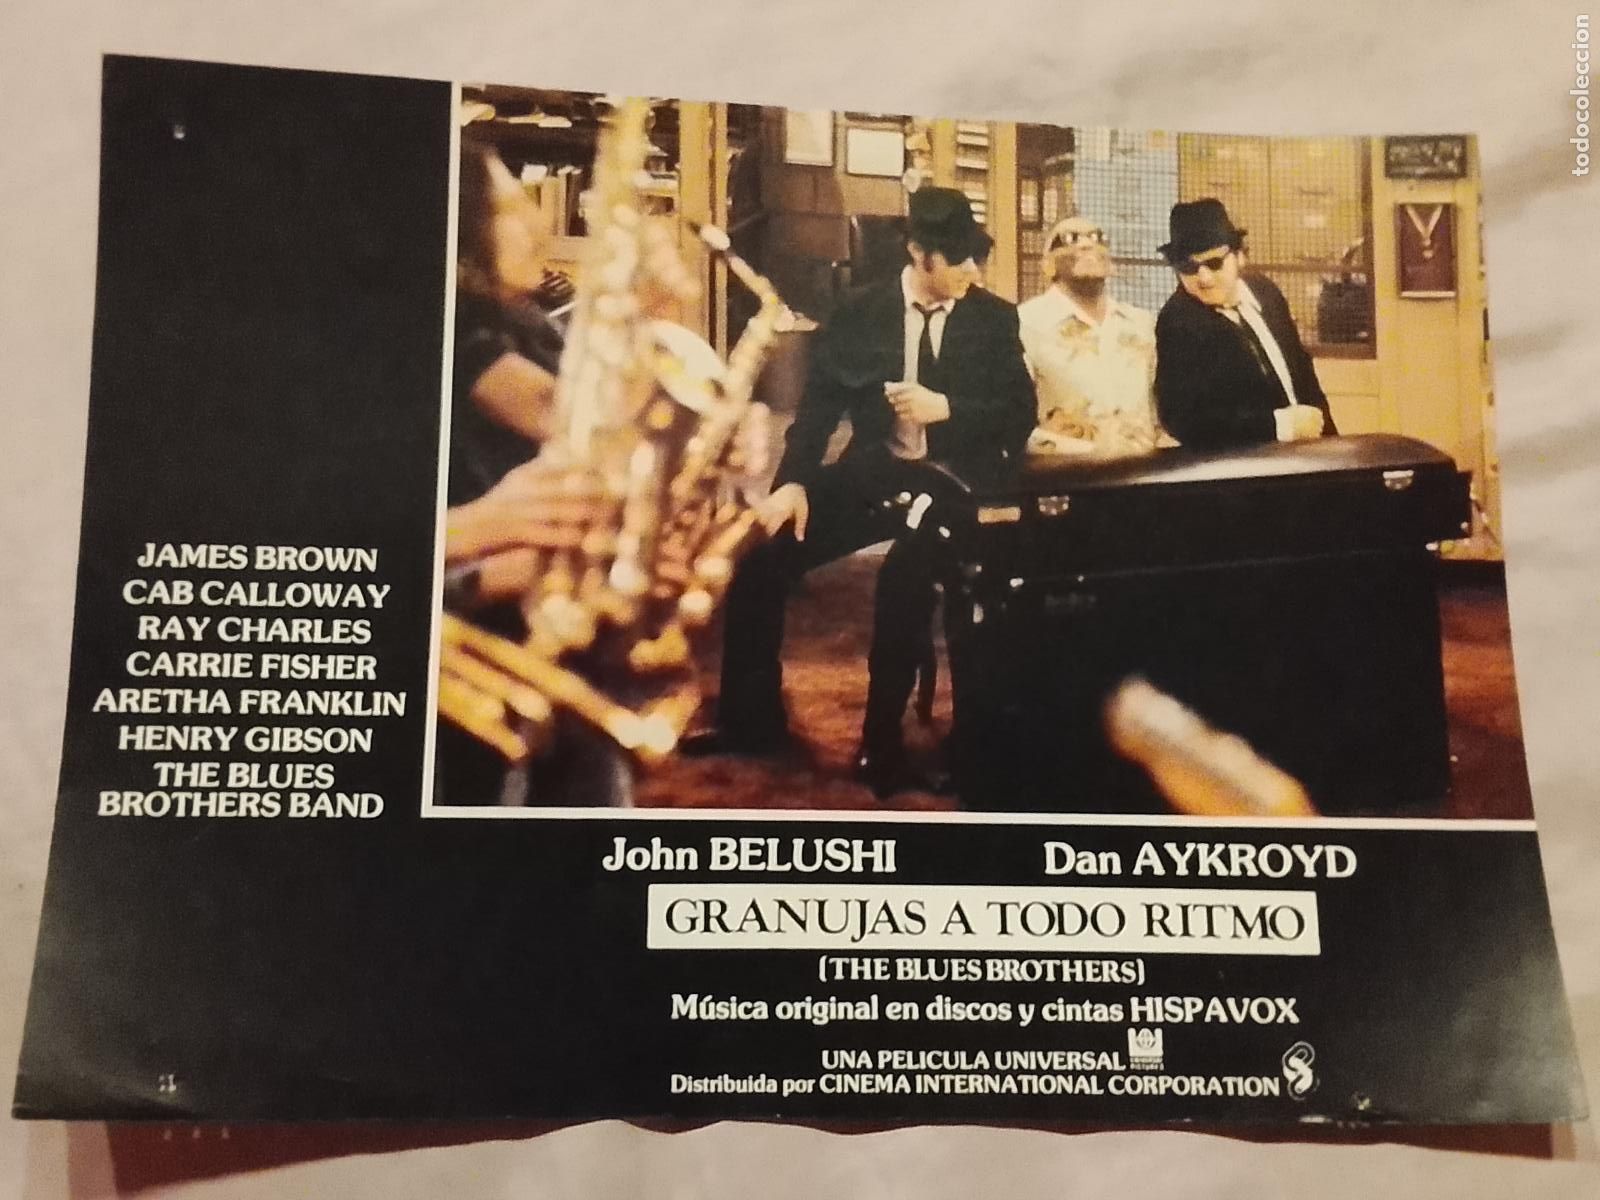 todocoleccion
JAMES BROWN
CAB CALLOWAY
RAY CHARLES
CARRIE FISHER
ARETHA FRANKLIN
HENRY GIBSON
THE BLUES
BROTHERS BAND
John BELUSHI Dan AYKROYD
GRANUJAS A TODO RITMO
(THE BLUES BROTHERS)
Música original en discos y cintas HISPAVOX
UNA PELICULA UNIVERSAL
Distribuida por CINEMA INTERNATIONAL CORPORATION